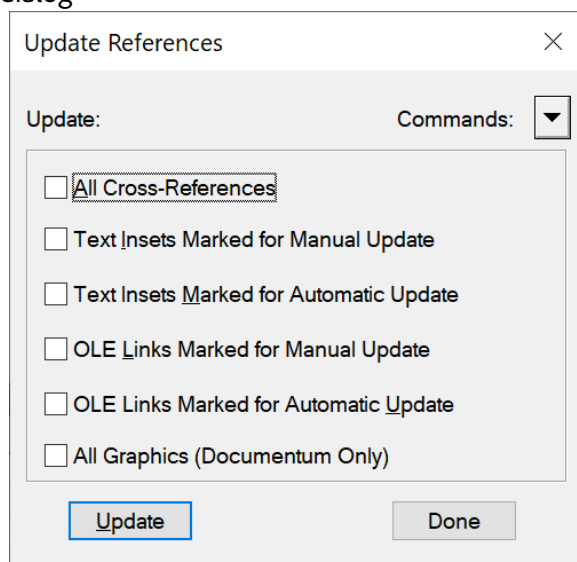 Update References
Update:
Commands:
All Cross-References
Text Insets Marked for Manual Update
Text Insets Marked for Automatic Update
OLE Links Marked for Manual Update
OLE Links Marked for Automatic Update
All Graphics (Documentum Only)
Update
Done